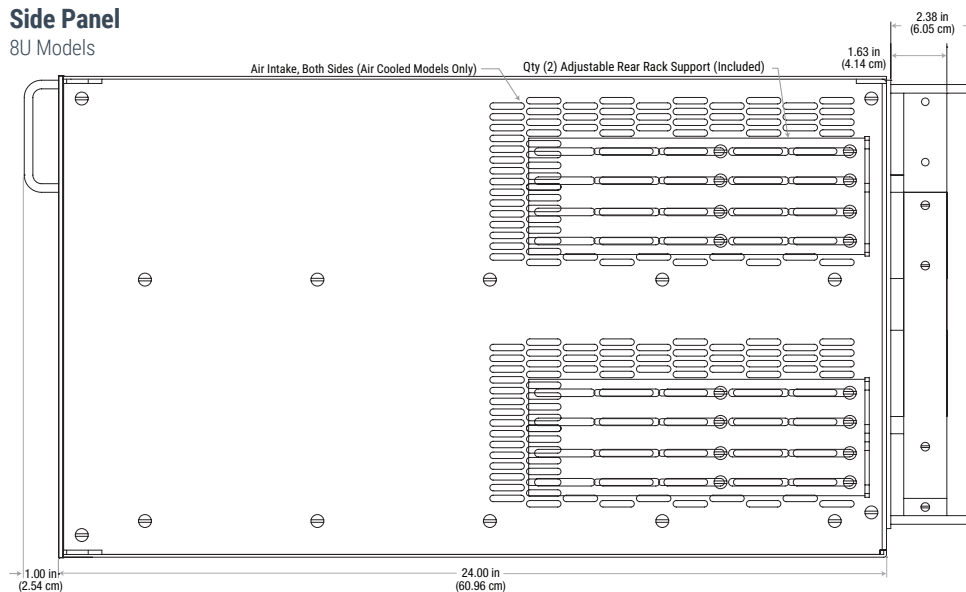 Side Panel
8U Models
2.38 in
(6.05 cm)
1.63 in
(4.14 cm)
Air Intake, Both Sides (Air Cooled Models Only)
Qty (2) Adjustable Rear Rack Support (Included)
1.00 in
(2.54 cm)
24.00 in
(60.96 cm)